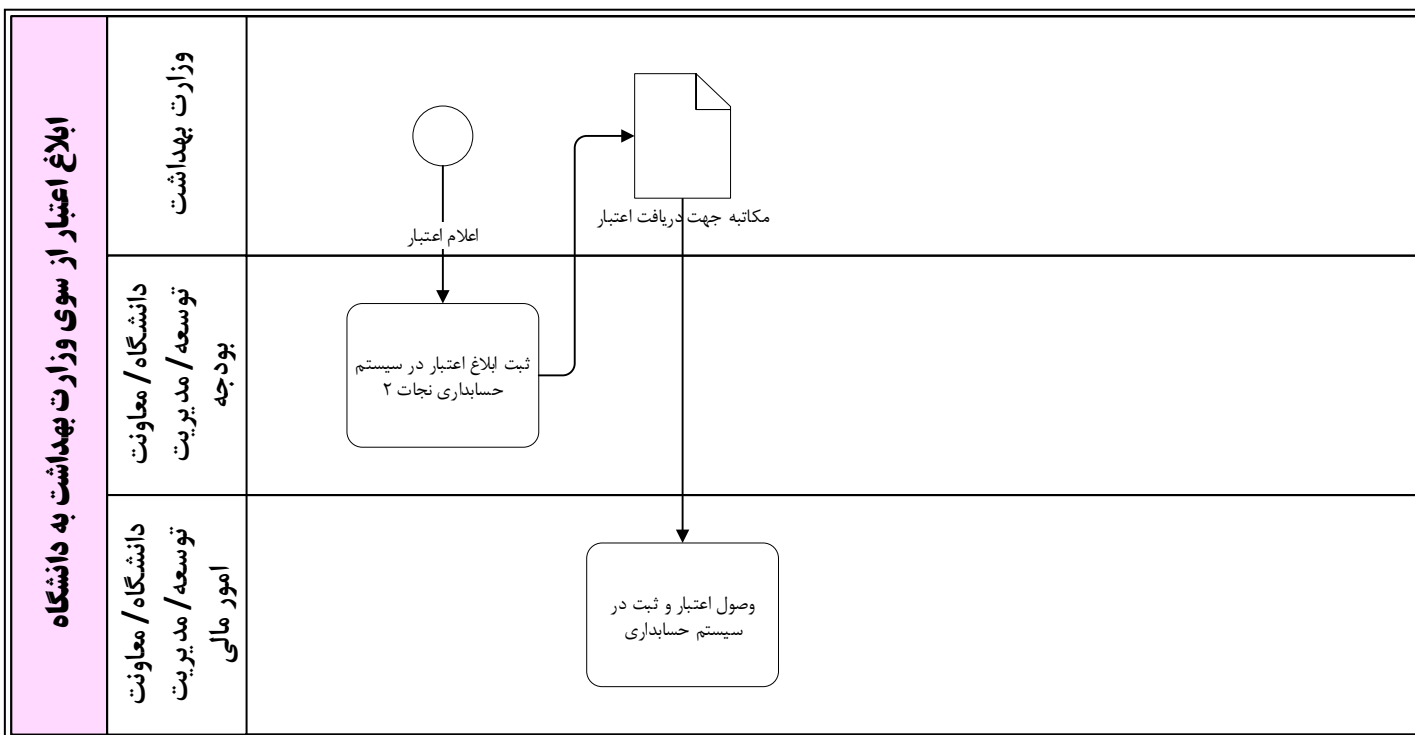 ابلاغ اعتبار از سوی وزارت بهداشت به دانشگاه
وزارت بهداشت
مکاتبه جهت دریافت اعتبار
اعلام اعتبار
دانشگاه / معاونت
توسعه / مدیریت
بودجه
ثبت ابلاغ اعتبار در سیستم
حسابداری نجات ۲
دانشگاه / معاونت
توسعه / مدیریت
امور مالی
وصول اعتبار و ثبت در
سیستم حسابداری